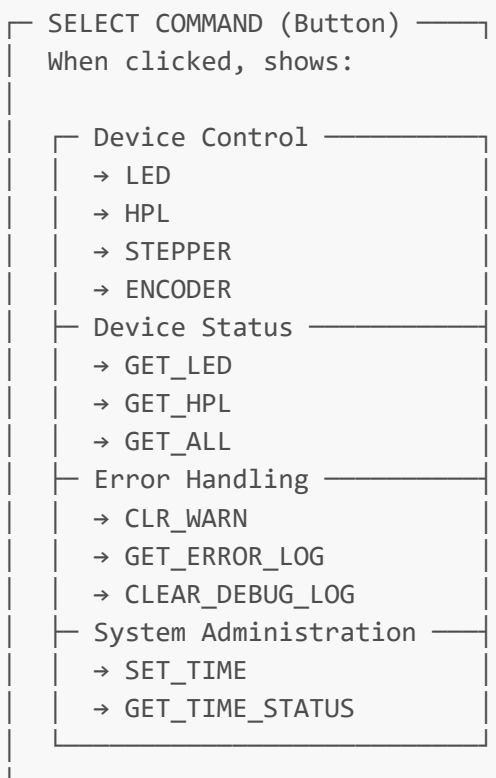 SELECT COMMAND (Button)
When clicked, shows:
Device Control
→ LED
→ HPL
→ STEPPER
→ ENCODER
Device Status
→ GET_LED
→ GET_HPL
→ GET_ALL
Error Handling
→ CLR_WARN
→ GET_ERROR_LOG
→ CLEAR_DEBUG_LOG
System Administration
→ SET_TIME
→ GET_TIME_STATUS